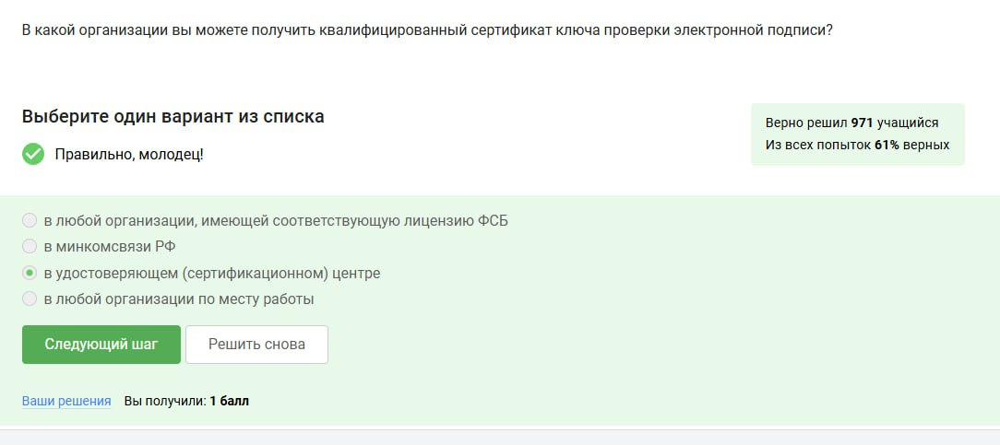 В какой организации вы можете получить квалифицированный сертификат ключа проверки электронной подписи?
Выберите один вариант из списка
Правильно, молодец!
Верно решил 971 учащийся
Из всех попыток 61% верных
в любой организации, имеющей соответствующую лицензию ФСБ
в минкомсвязи РФ
в удостоверяющем (сертификационном) центре
в любой организации по месту работы
Следующий шаг
Решить снова
Ваши решения Вы получили: 1 балл